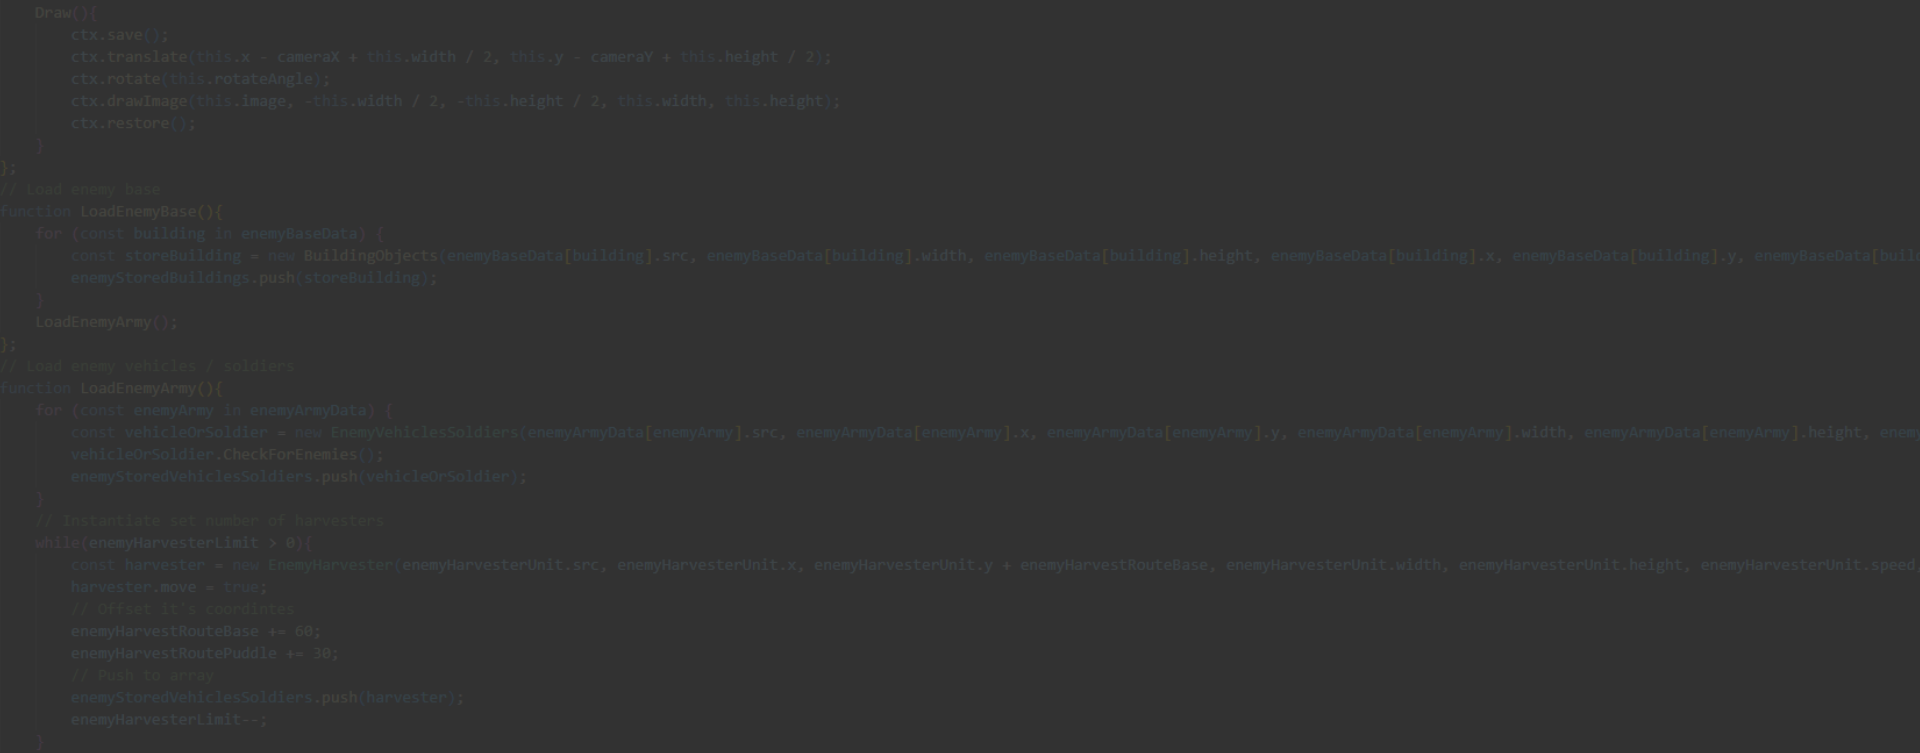 Draw(){
ctx.save();
ctx.translate(this.x - cameraX + this.width / 2, this.y - cameraY + this.height / 2);
ctx.rotate(this.rotateAngle);
ctx.drawImage(this.image, -this.width / 2, -this.height / 2, this.width, this.height);
ctx.restore();
}
};
// Load enemy base
function LoadEnemyBase(){
for (const building in enemyBaseData) {
const storeBuilding = new BuildingObjects(enemyBaseData[building].src, enemyBaseData[building].width, enemyBaseData[building].height, enemyBaseData[building].x, enemyBaseData[building].y, enemyBaseData[build
enemyStoredBuildings.push(storeBuilding);
}
LoadEnemyArmy();
};
// Load enemy vehicles / soldiers
function LoadEnemyArmy(){
for (const enemyArmy in enemyArmyData) {
const vehicleOrSoldier = new EnemyVehiclesSoldiers(enemyArmyData[enemyArmy].src, enemyArmyData[enemyArmy].x, enemyArmyData[enemyArmy].y, enemyArmyData[enemyArmy].width, enemyArmyData[enemyArmy].height, enemy
vehicleOrSoldier.CheckForEnemies();
enemyStoredVehiclesSoldiers.push(vehicleOrSoldier);
}
// Instantiate set number of harvesters
while(enemyHarvesterLimit > 0){
const harvester = new EnemyHarvester(enemyHarvesterUnit.src, enemyHarvesterUnit.x, enemyHarvesterUnit.y + enemyHarvestRouteBase, enemyHarvesterUnit.width, enemyHarvesterUnit.height, enemyHarvesterUnit.speed,
harvester.move = true;
// Offset it's coordintes
enemyHarvestRouteBase += 60;
enemyHarvestRoutePuddle += 30;
// Push to array
enemyStoredVehiclesSoldiers.push(harvester);
enemyHarvesterLimit--;
}